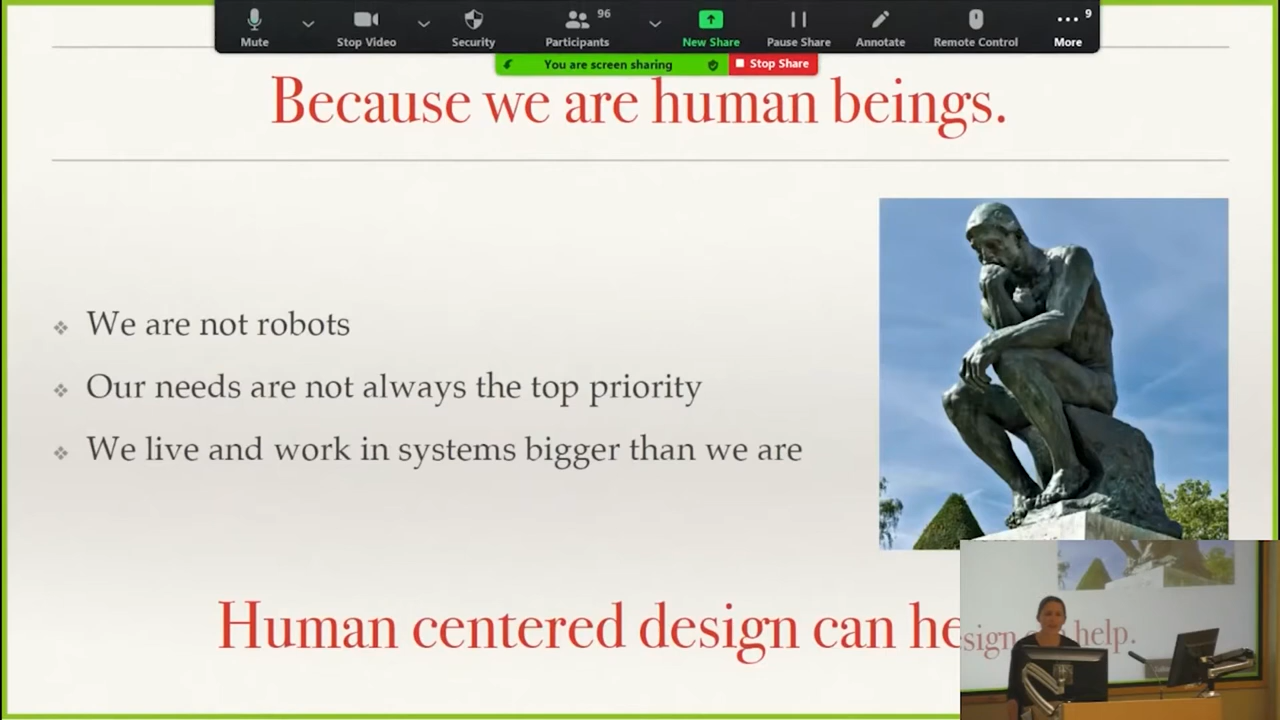 96
9
Mute
Stop Video
Security
Participants
New Share
Pause Share
Annotate
Remote Control
More
You are screen sharing
Stop Share
Because we are human beings.
We are not robots
Our needs are not always the top priority
We live and work in systems bigger than we are
Human centered design can he
sign help.